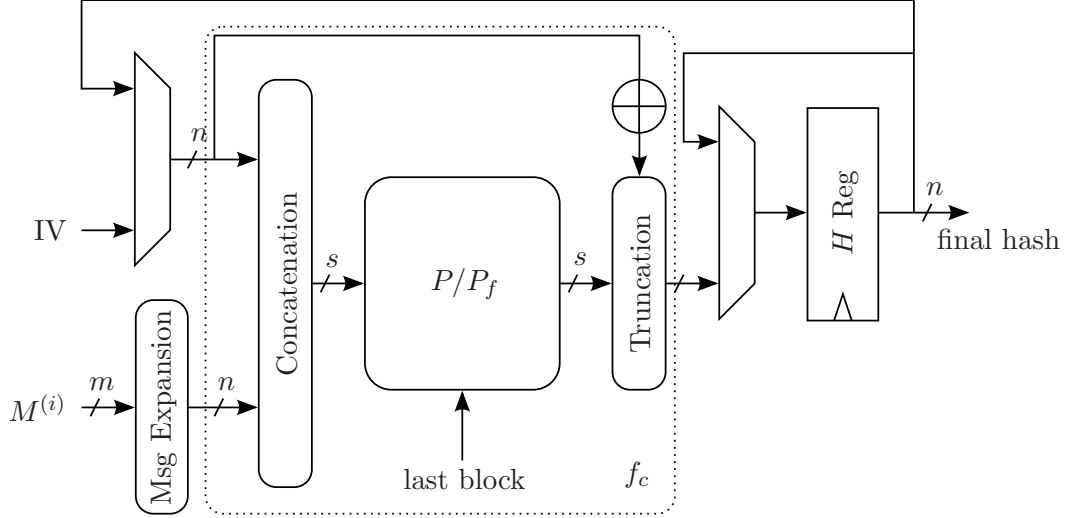 n
IV
Concatenation
s
P/P_f
s
Truncation
H Reg
n
final hash
M^{(i)}
m
Msg Expansion
n
last block
f_c